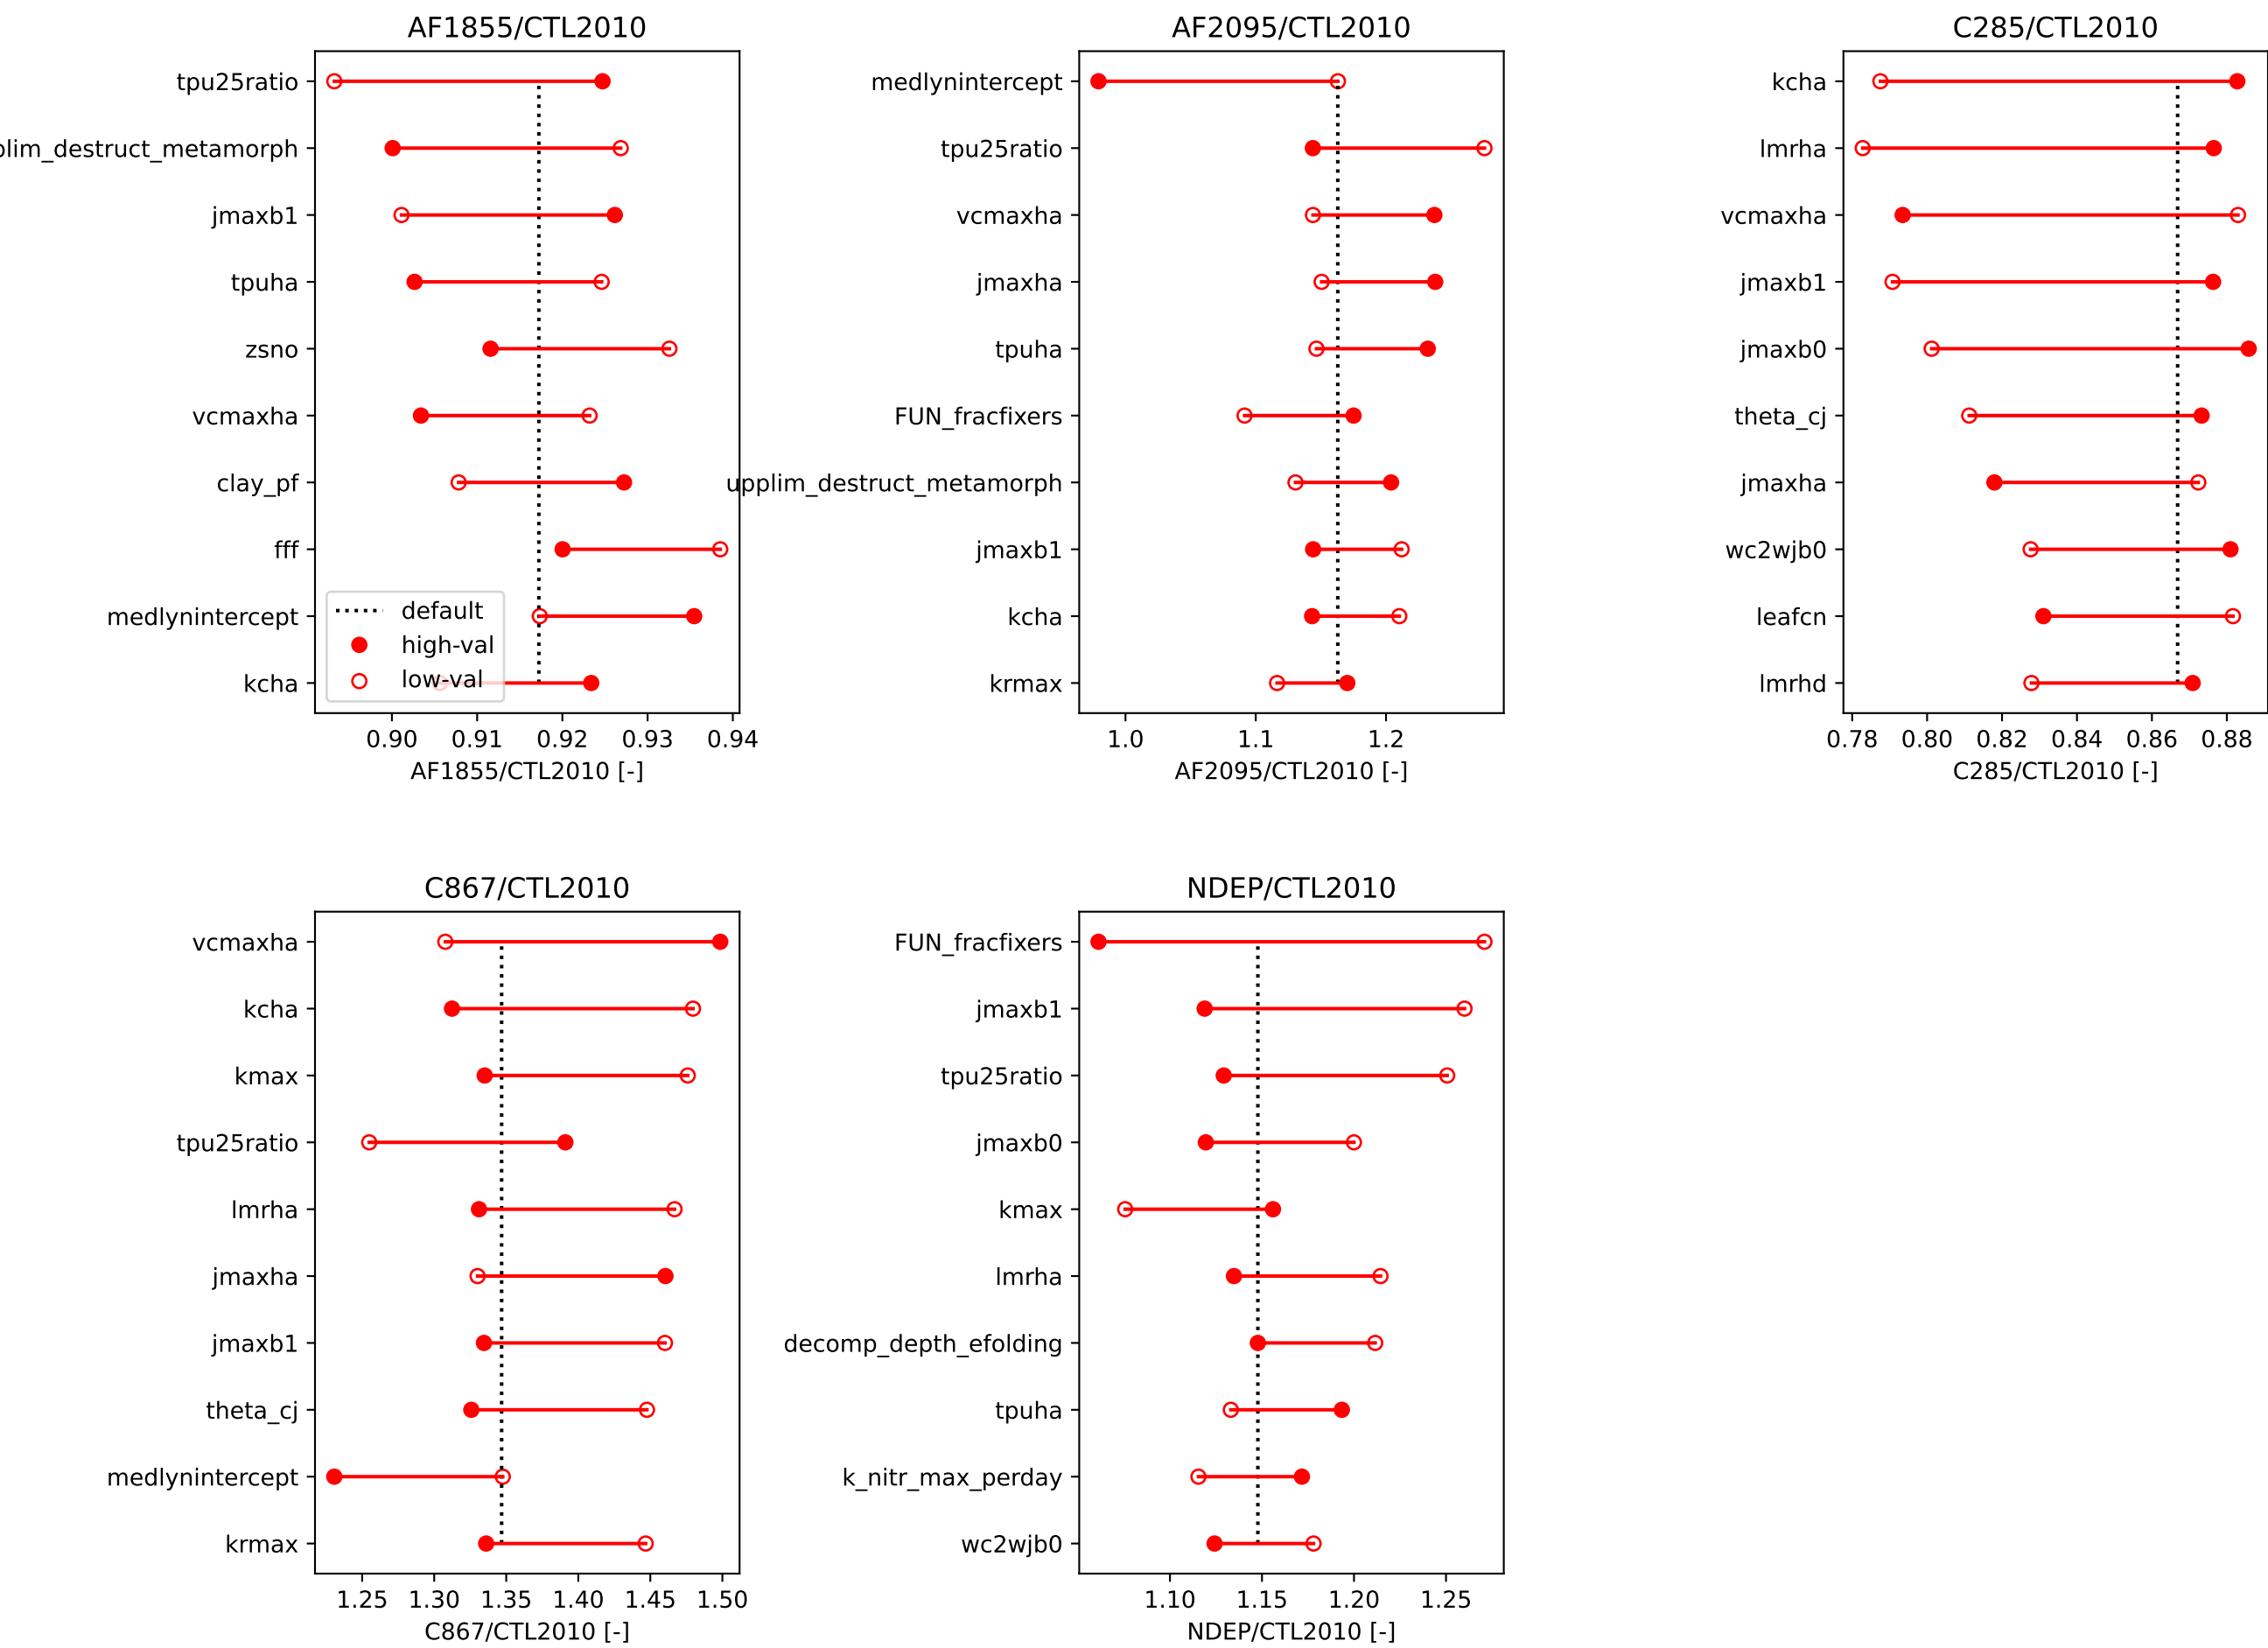 AF1855/CTL2010
tpu25ratio
plim_destruct_metamorph
jmaxb1
tpuha
zsno
vcmaxha
clay_pf
fff
medlynintercept
kcha
default
high-val
low-val
0.90 0.91 0.92 0.93 0.94
AF1855/CTL2010 [-]
AF2095/CTL2010
medlynintercept
tpu25ratio
vcmaxha
jmaxha
tpuha
FUN_fracfixers
upplim_destruct_metamorph
jmaxb1
kcha
krmax
1.0 1.1 1.2
AF2095/CTL2010 [-]
C285/CTL2010
kcha
lmrha
vcmaxha
jmaxb1
jmaxb0
theta_cj
jmaxha
wc2wjb0
leafcn
lmrhd
0.78 0.80 0.82 0.84 0.86 0.88
C285/CTL2010 [-]
C867/CTL2010
vcmaxha
kcha
kmax
tpu25ratio
lmrha
jmaxha
jmaxb1
theta_cj
medlynintercept
krmax
1.25 1.30 1.35 1.40 1.45 1.50
C867/CTL2010 [-]
NDEP/CTL2010
FUN_fracfixers
jmaxb1
tpu25ratio
jmaxb0
kmax
lmrha
decomp_depth_efolding
tpuha
k_nitr_max_perday
wc2wjb0
1.10 1.15 1.20 1.25
NDEP/CTL2010 [-]